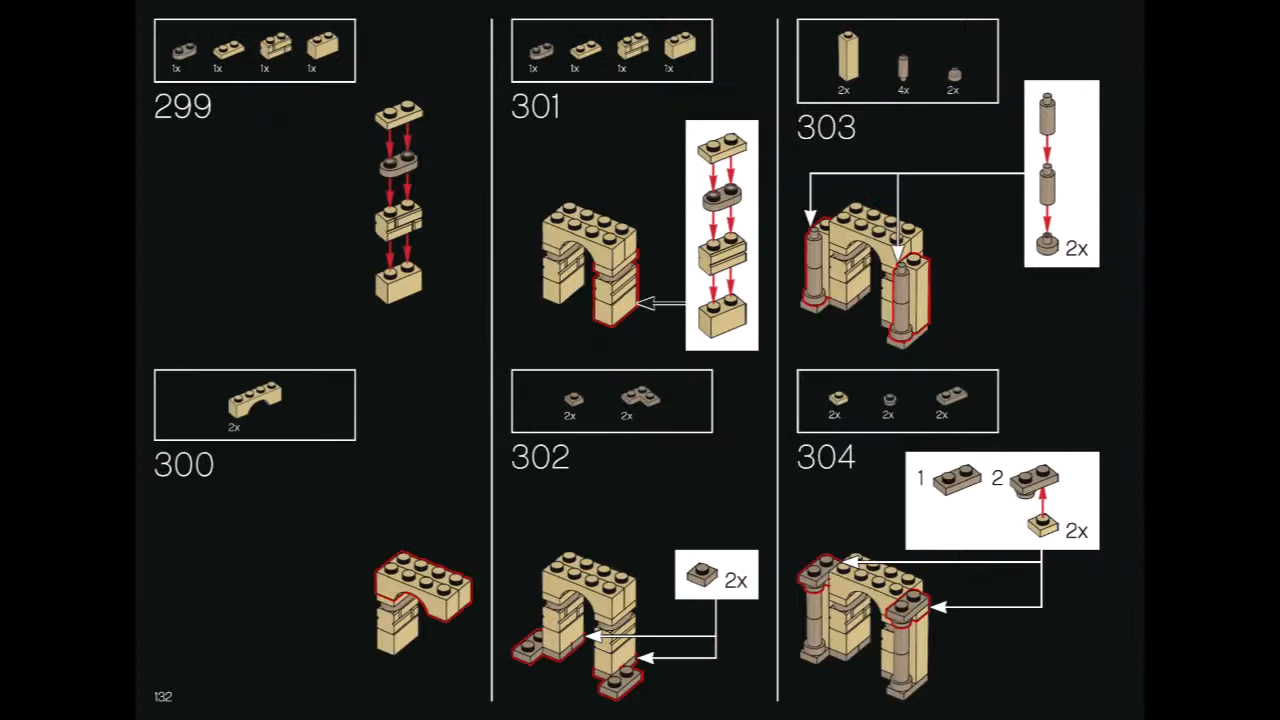 1x 1x 1x 1x
299
2x
300
1x 1x 1x 1x
301
2x 2x
302
2x
2x 4x 2x
303
2x
2x 2x 2x
304
1 2
2x
132